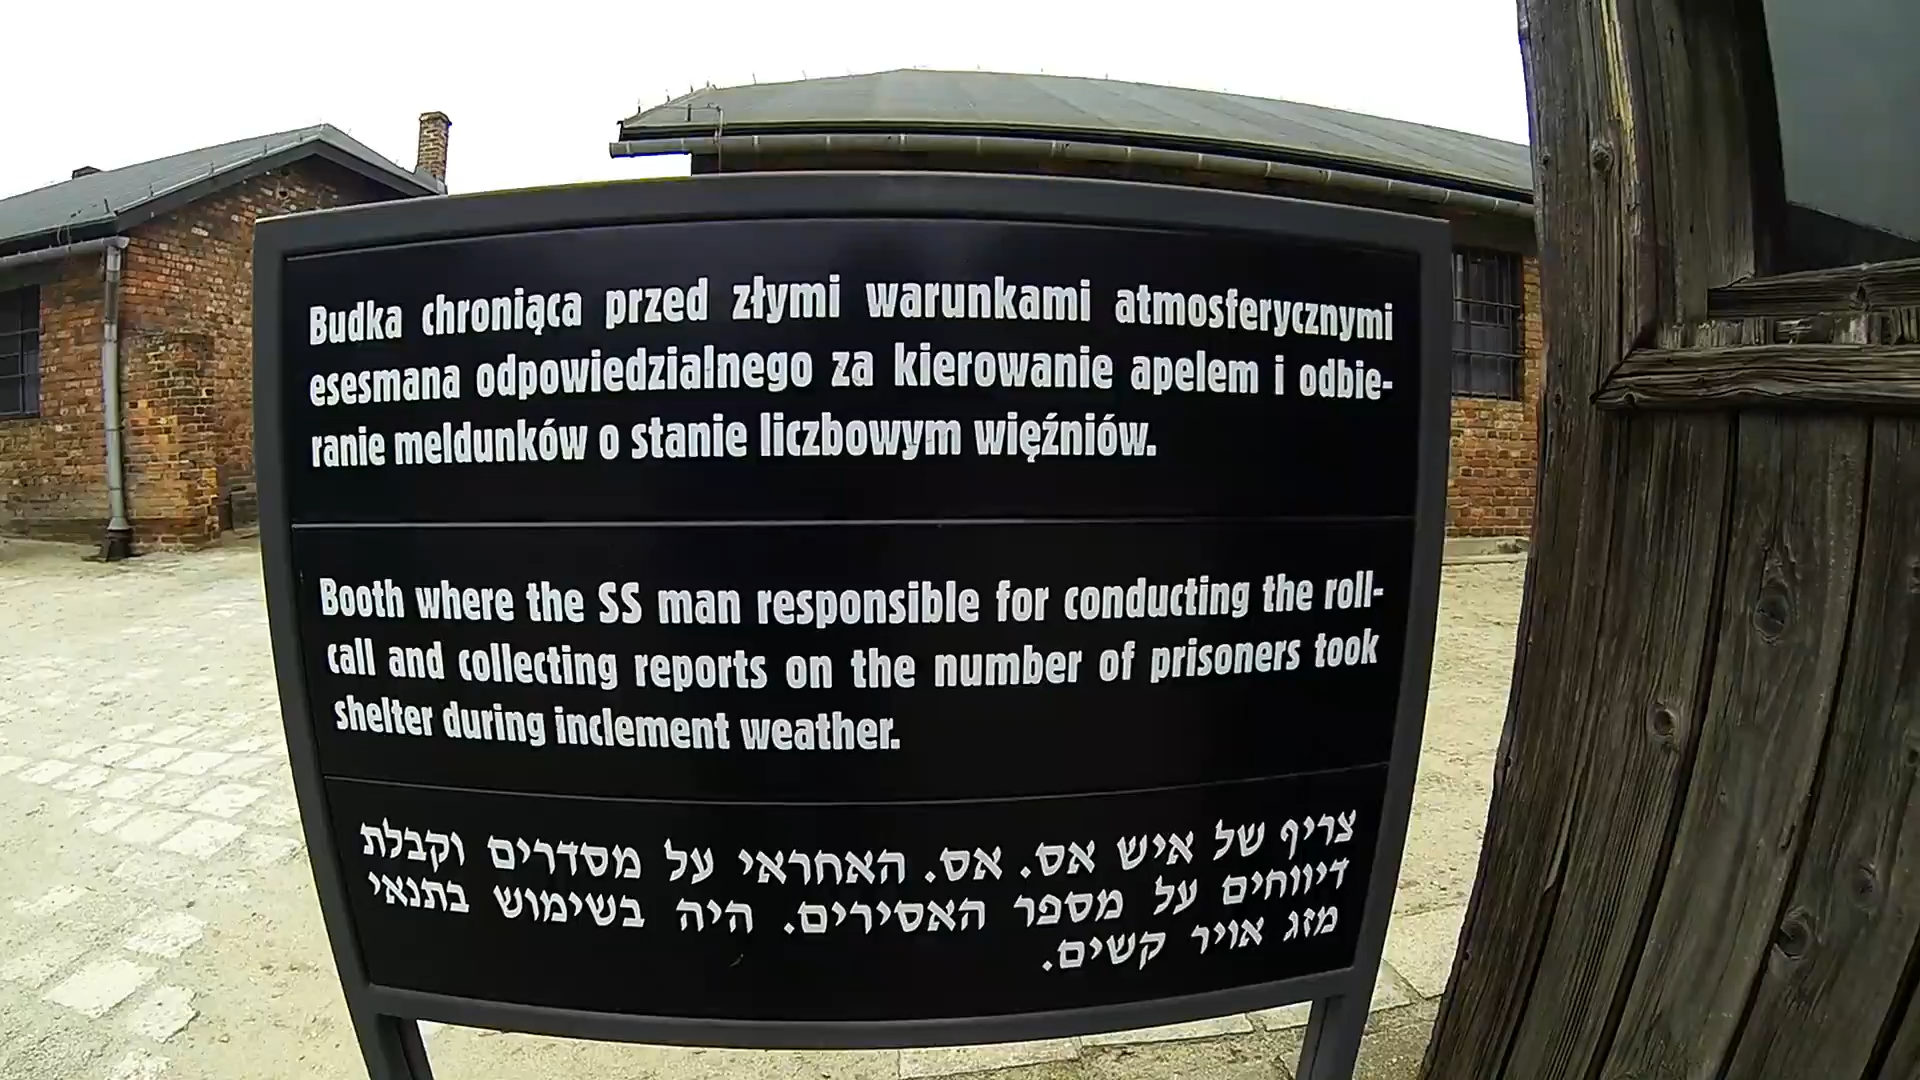 Budka chroniąca przed złymi warunkami atmosferycznymi
esesmana odpowiedzialnego za kierowanie apelem i odbie-
ranie meldunków o stanie liczbowym więźniów.
Booth where the SS man responsible for conducting the roll-
call and collecting reports on the number of prisoners took
shelter during inclement weather.
צריף של איש אס. אס. האחראי על מסדרים וקבלת
דיווחים על מספר האסירים. היה בשימוש בתנאי
מזג אויר קשים.